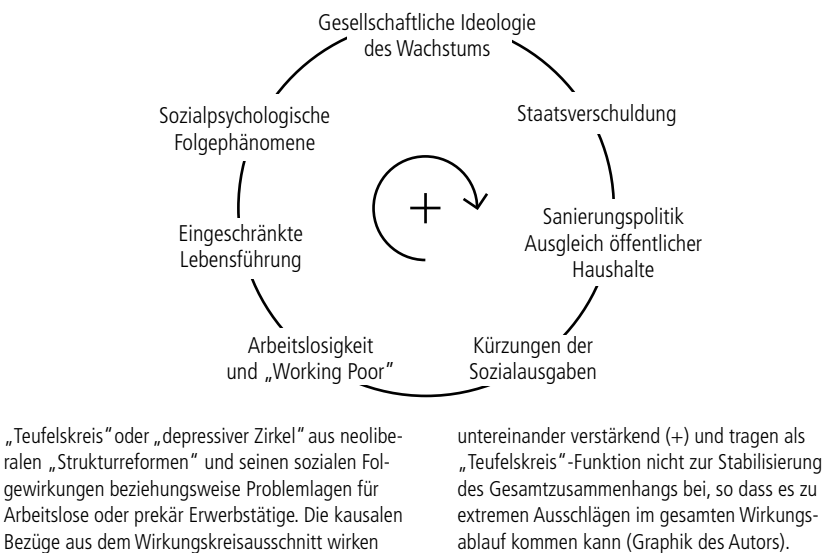 Gesellschaftliche Ideologie
des Wachstums
Staatsverschuldung
Sanierungspolitik
Ausgleich öffentlicher
Haushalte
Kürzungen der
Sozialausgaben
Arbeitslosigkeit
und „Working Poor"
Eingeschränkte
Lebensführung
Sozialpsychologische
Folgephänomene
+
„Teufelskreis" oder „depressiver Zirkel" aus neolibe-
ralen „Strukturreformen" und seinen sozialen Fol-
gewirkungen beziehungsweise Problemlagen für
Arbeitslose oder prekär Erwerbstätige. Die kausalen
Bezüge aus dem Wirkungskreisausschnitt wirken
untereinander verstärkend (+) und tragen als
„Teufelskreis"-Funktion nicht zur Stabilisierung
des Gesamtzusammenhangs bei, so dass es zu
extremen Ausschlägen im gesamten Wirkungs-
ablauf kommen kann (Graphik des Autors).